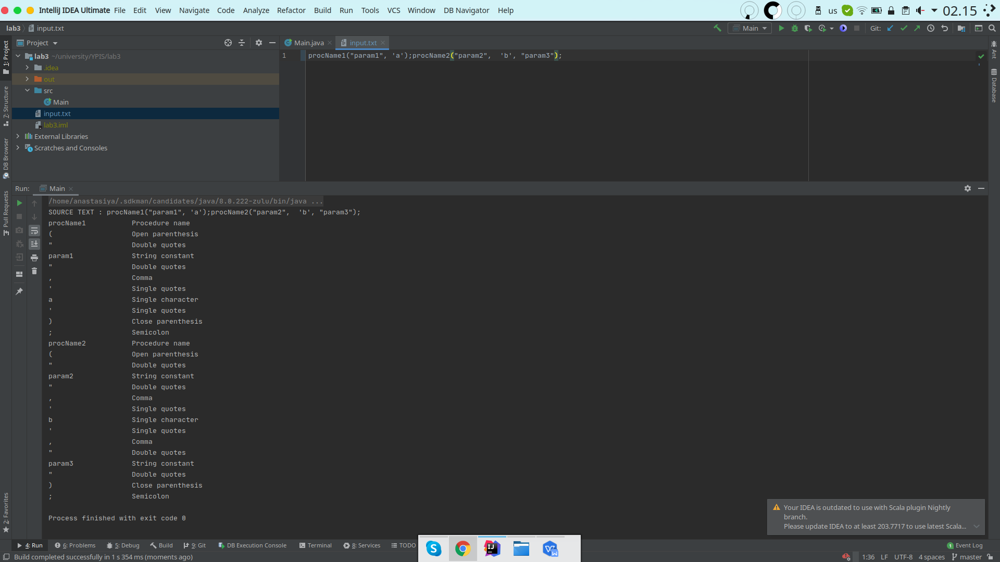 IntelliJ IDEA Ultimate File Edit View Navigate Code Analyze Refactor Build Run Tools VCS Window DB Navigator Help us 02.15
lab3 input.txt Main Git:
Project Main.java input.txt
1: Project
7: Structure
DB Browser
Pull Requests
2: Favorites
lab3 ~/university/YPIS/lab3
.idea
out
src
Main
input.txt
lab3.iml
External Libraries
Scratches and Consoles
1 procName1("param1", 'a');procName2("param2",  'b', "param3");
Ant
Database
Run: Main
/home/anastasiya/.sdkman/candidates/java/8.0.222-zulu/bin/java ...
SOURCE TEXT : procName1("param1", 'a');procName2("param2",  'b', "param3");
procName1 Procedure name
( Open parenthesis
" Double quotes
param1 String constant
" Double quotes
, Comma
' Single quotes
a Single character
' Single quotes
) Close parenthesis
; Semicolon
procName2 Procedure name
( Open parenthesis
" Double quotes
param2 String constant
" Double quotes
, Comma
' Single quotes
b Single character
' Single quotes
, Comma
" Double quotes
param3 String constant
" Double quotes
) Close parenthesis
; Semicolon
Process finished with exit code 0
Your IDEA is outdated to use with Scala plugin Nightly
branch.
Please update IDEA to at least 203.7717 to use latest Scala...
4: Run 6: Problems 5: Debug Build 9: Git DB Execution Console Terminal 8: Services TODO 1 Event Log
S IJ W
Build completed successfully in 1 s 354 ms (moments ago) 1:36 LF UTF-8 4 spaces master